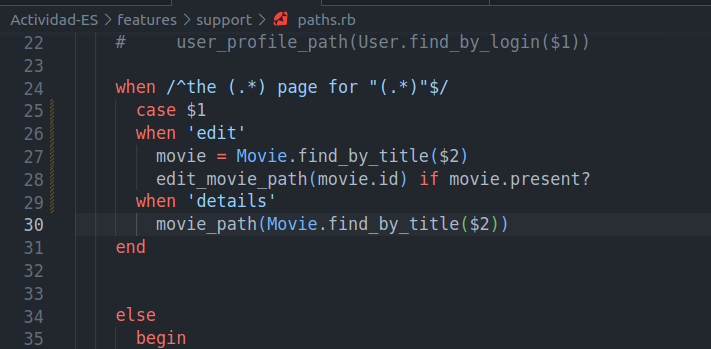 Actividad-ES > features > support > paths.rb
22 #     user_profile_path(User.find_by_login($1))
23
24 when /^the (.*) page for "(.*)"$/
25   case $1
26   when 'edit'
27     movie = Movie.find_by_title($2)
28     edit_movie_path(movie.id) if movie.present?
29   when 'details'
30     movie_path(Movie.find_by_title($2))
31 end
32
33
34 else
35   begin